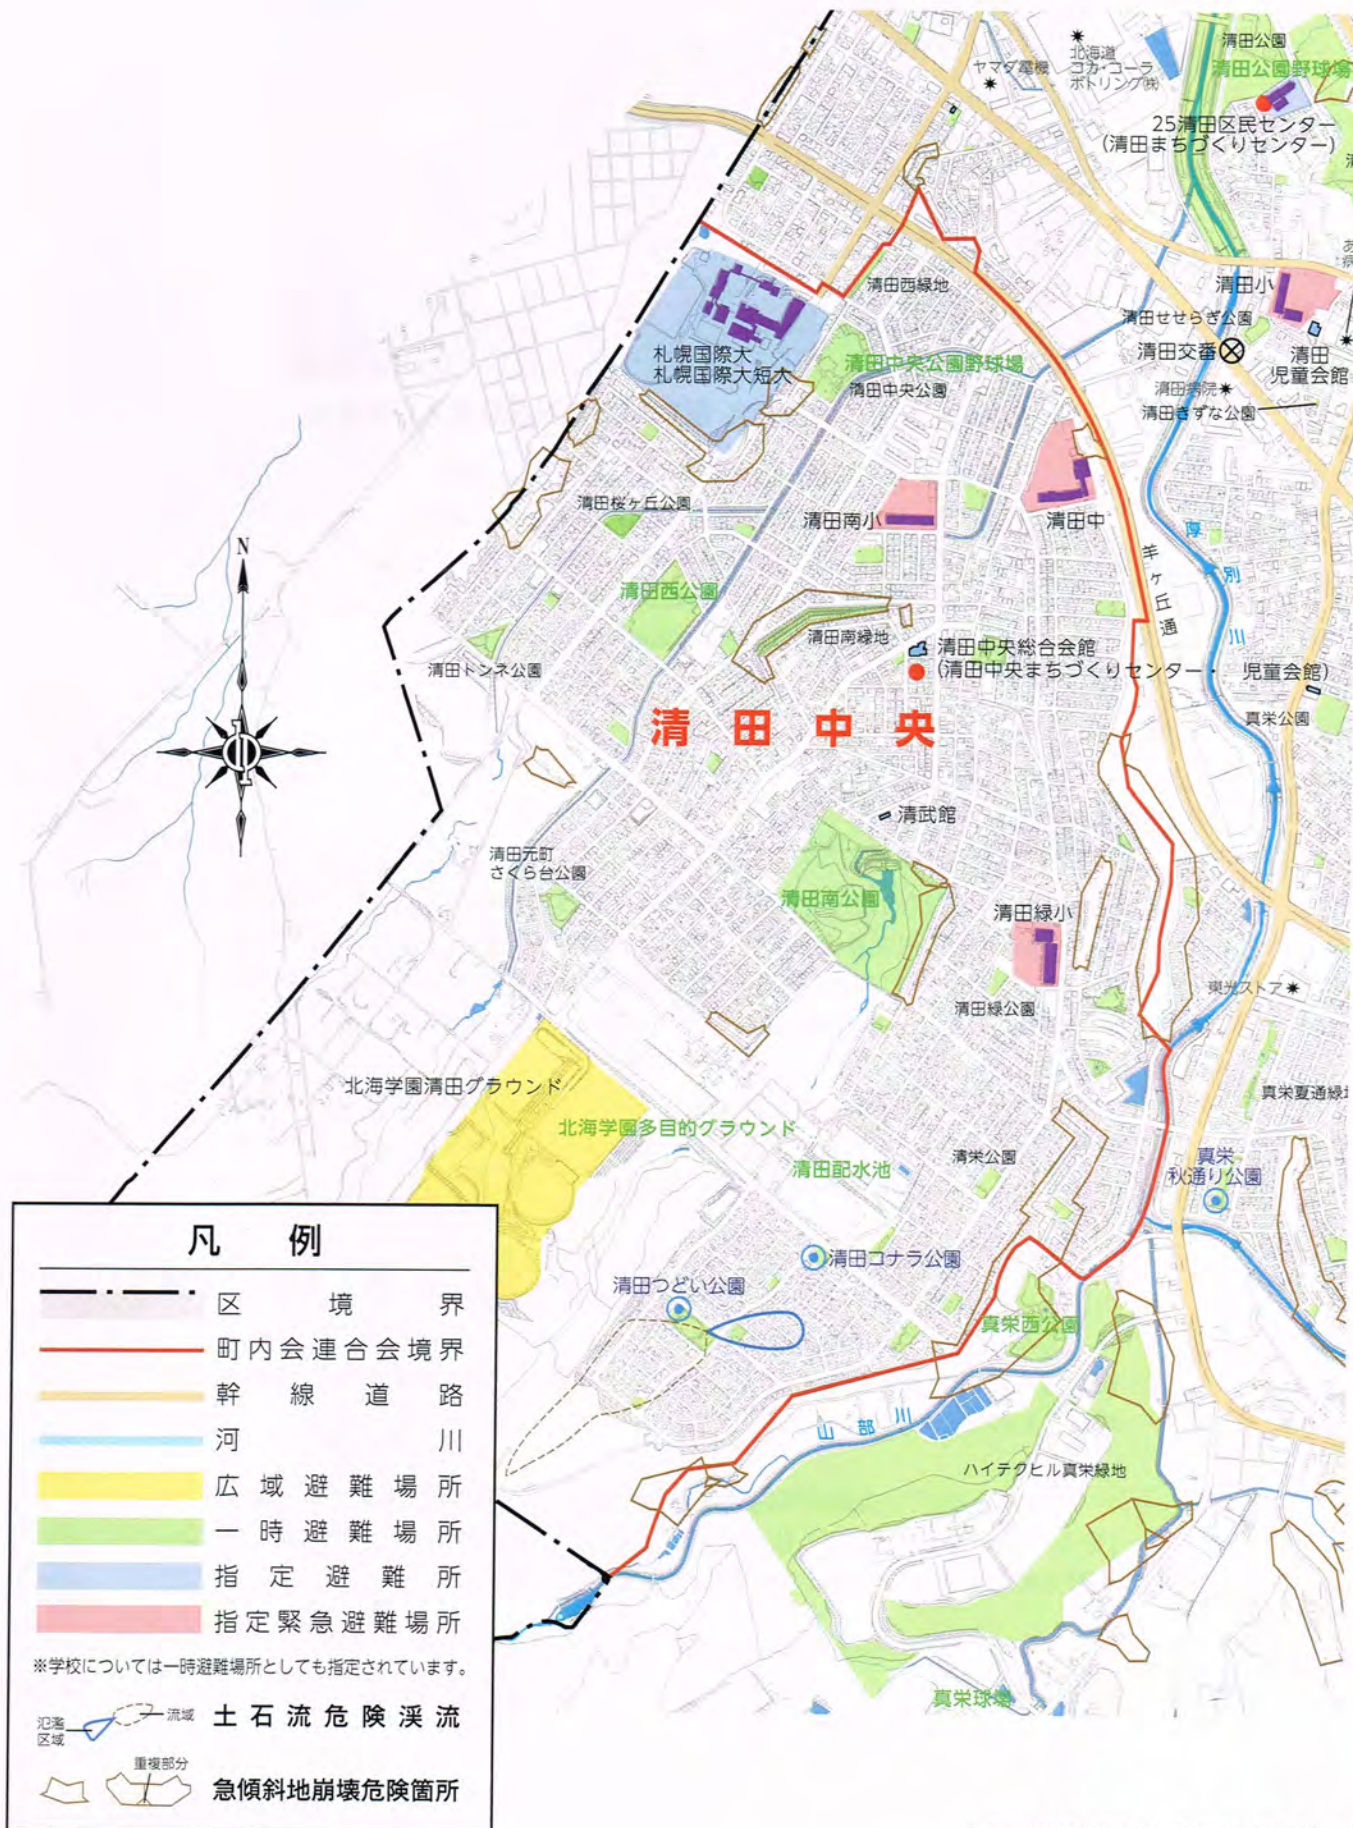 清田公園
清田公園野球場
北海道
コカ・コーラ
ボトリング㈱
ヤマダ電機
25清田区民センター
(清田まちづくりセンター)
清田西緑地
清田小
清田せせらぎ公園
清田交番
清田
児童会館
清田病院
清田きずな公園
札幌国際大
札幌国際大短大
清田中央公園野球場
清田中央公園
清田桜ヶ丘公園
清田南小
清田中
羊ヶ丘通
厚別川
N
清田西公園
清田南緑地
清田中央総合会館
(清田中央まちづくりセンター・ 児童会館)
清田トンネ公園
真栄公園
清田中央
清武館
清田元町
さくら台公園
清田南公園
清田緑小
清田緑公園
東光ストア
北海学園清田グラウンド
北海学園多目的グラウンド
真栄夏通緑地
清田配水池
清栄公園
真栄
秋通り公園
清田コナラ公園
清田つどい公園
真栄西公園
山部川
ハイテクヒル真栄緑地
真栄球場
凡例
区境界
町内会連合会境界
幹線道路
河川
広域避難場所
一時避難場所
指定避難所
指定緊急避難場所
※学校については一時避難場所としても指定されています。
氾濫
区域
流域
土石流危険渓流
重複部分
急傾斜地崩壊危険箇所